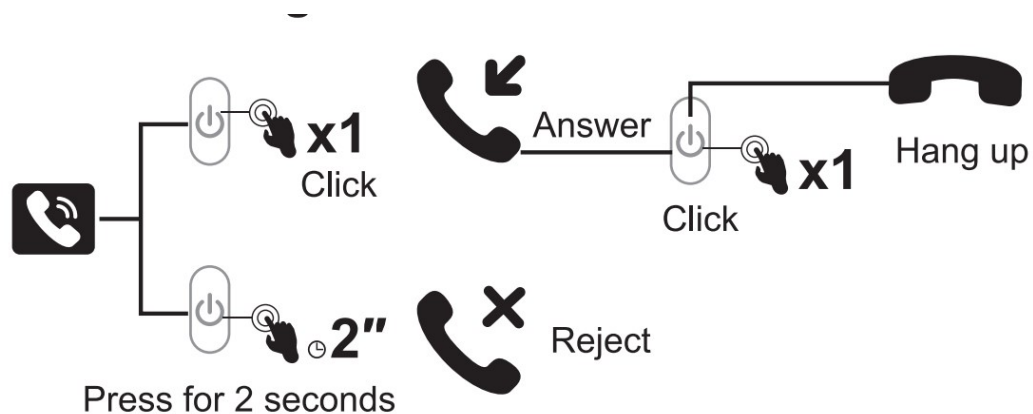 x1
Click
Answer
x1
Click
Hang up
2"
Press for 2 seconds
Reject